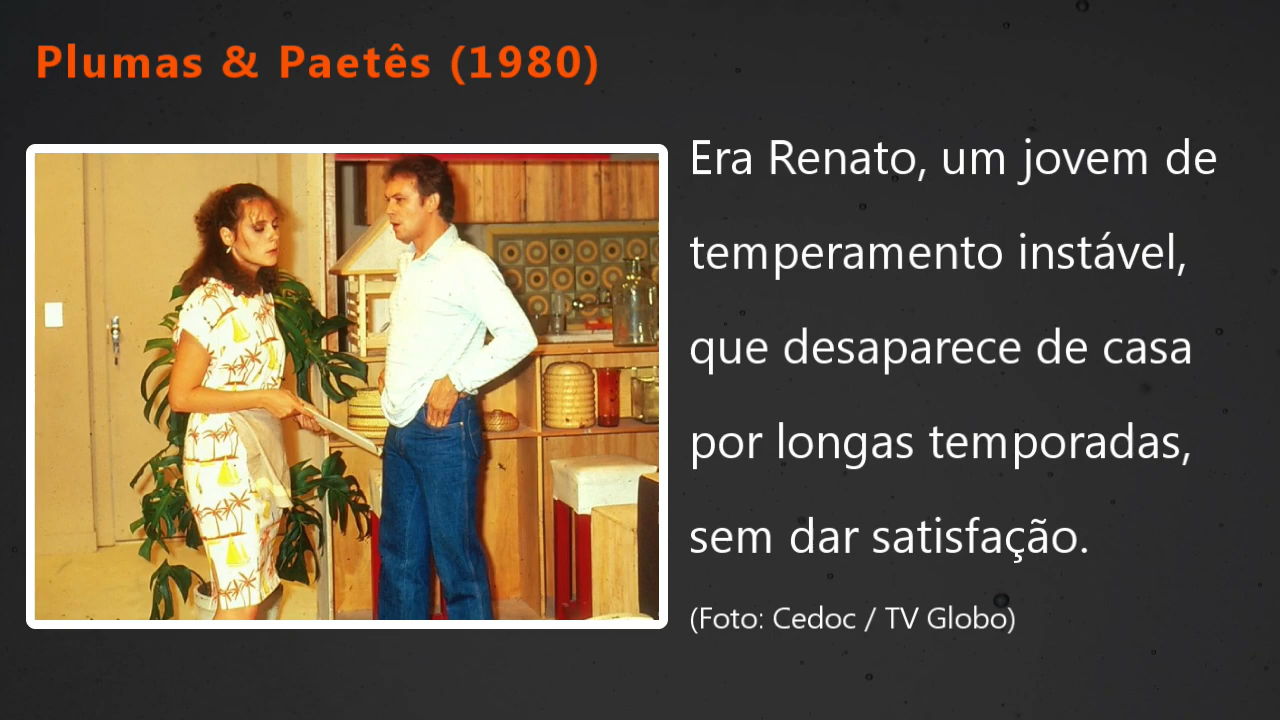 Plumas & Paetês (1980)
Era Renato, um jovem de
temperamento instável,
que desaparece de casa
por longas temporadas,
sem dar satisfação.
(Foto: Cedoc / TV Globo)